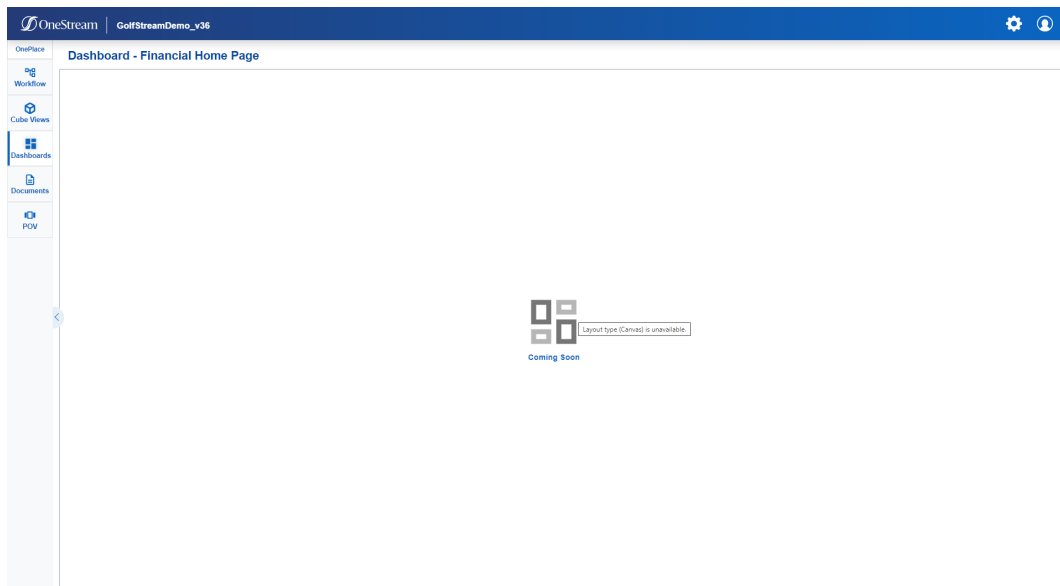 OneStream
GolfStreamDemo_v36
OnePlace
Dashboard - Financial Home Page
Workflow
Cube Views
Dashboards
Documents
POV
Layout type (Canvas) is unavailable.
Coming Soon